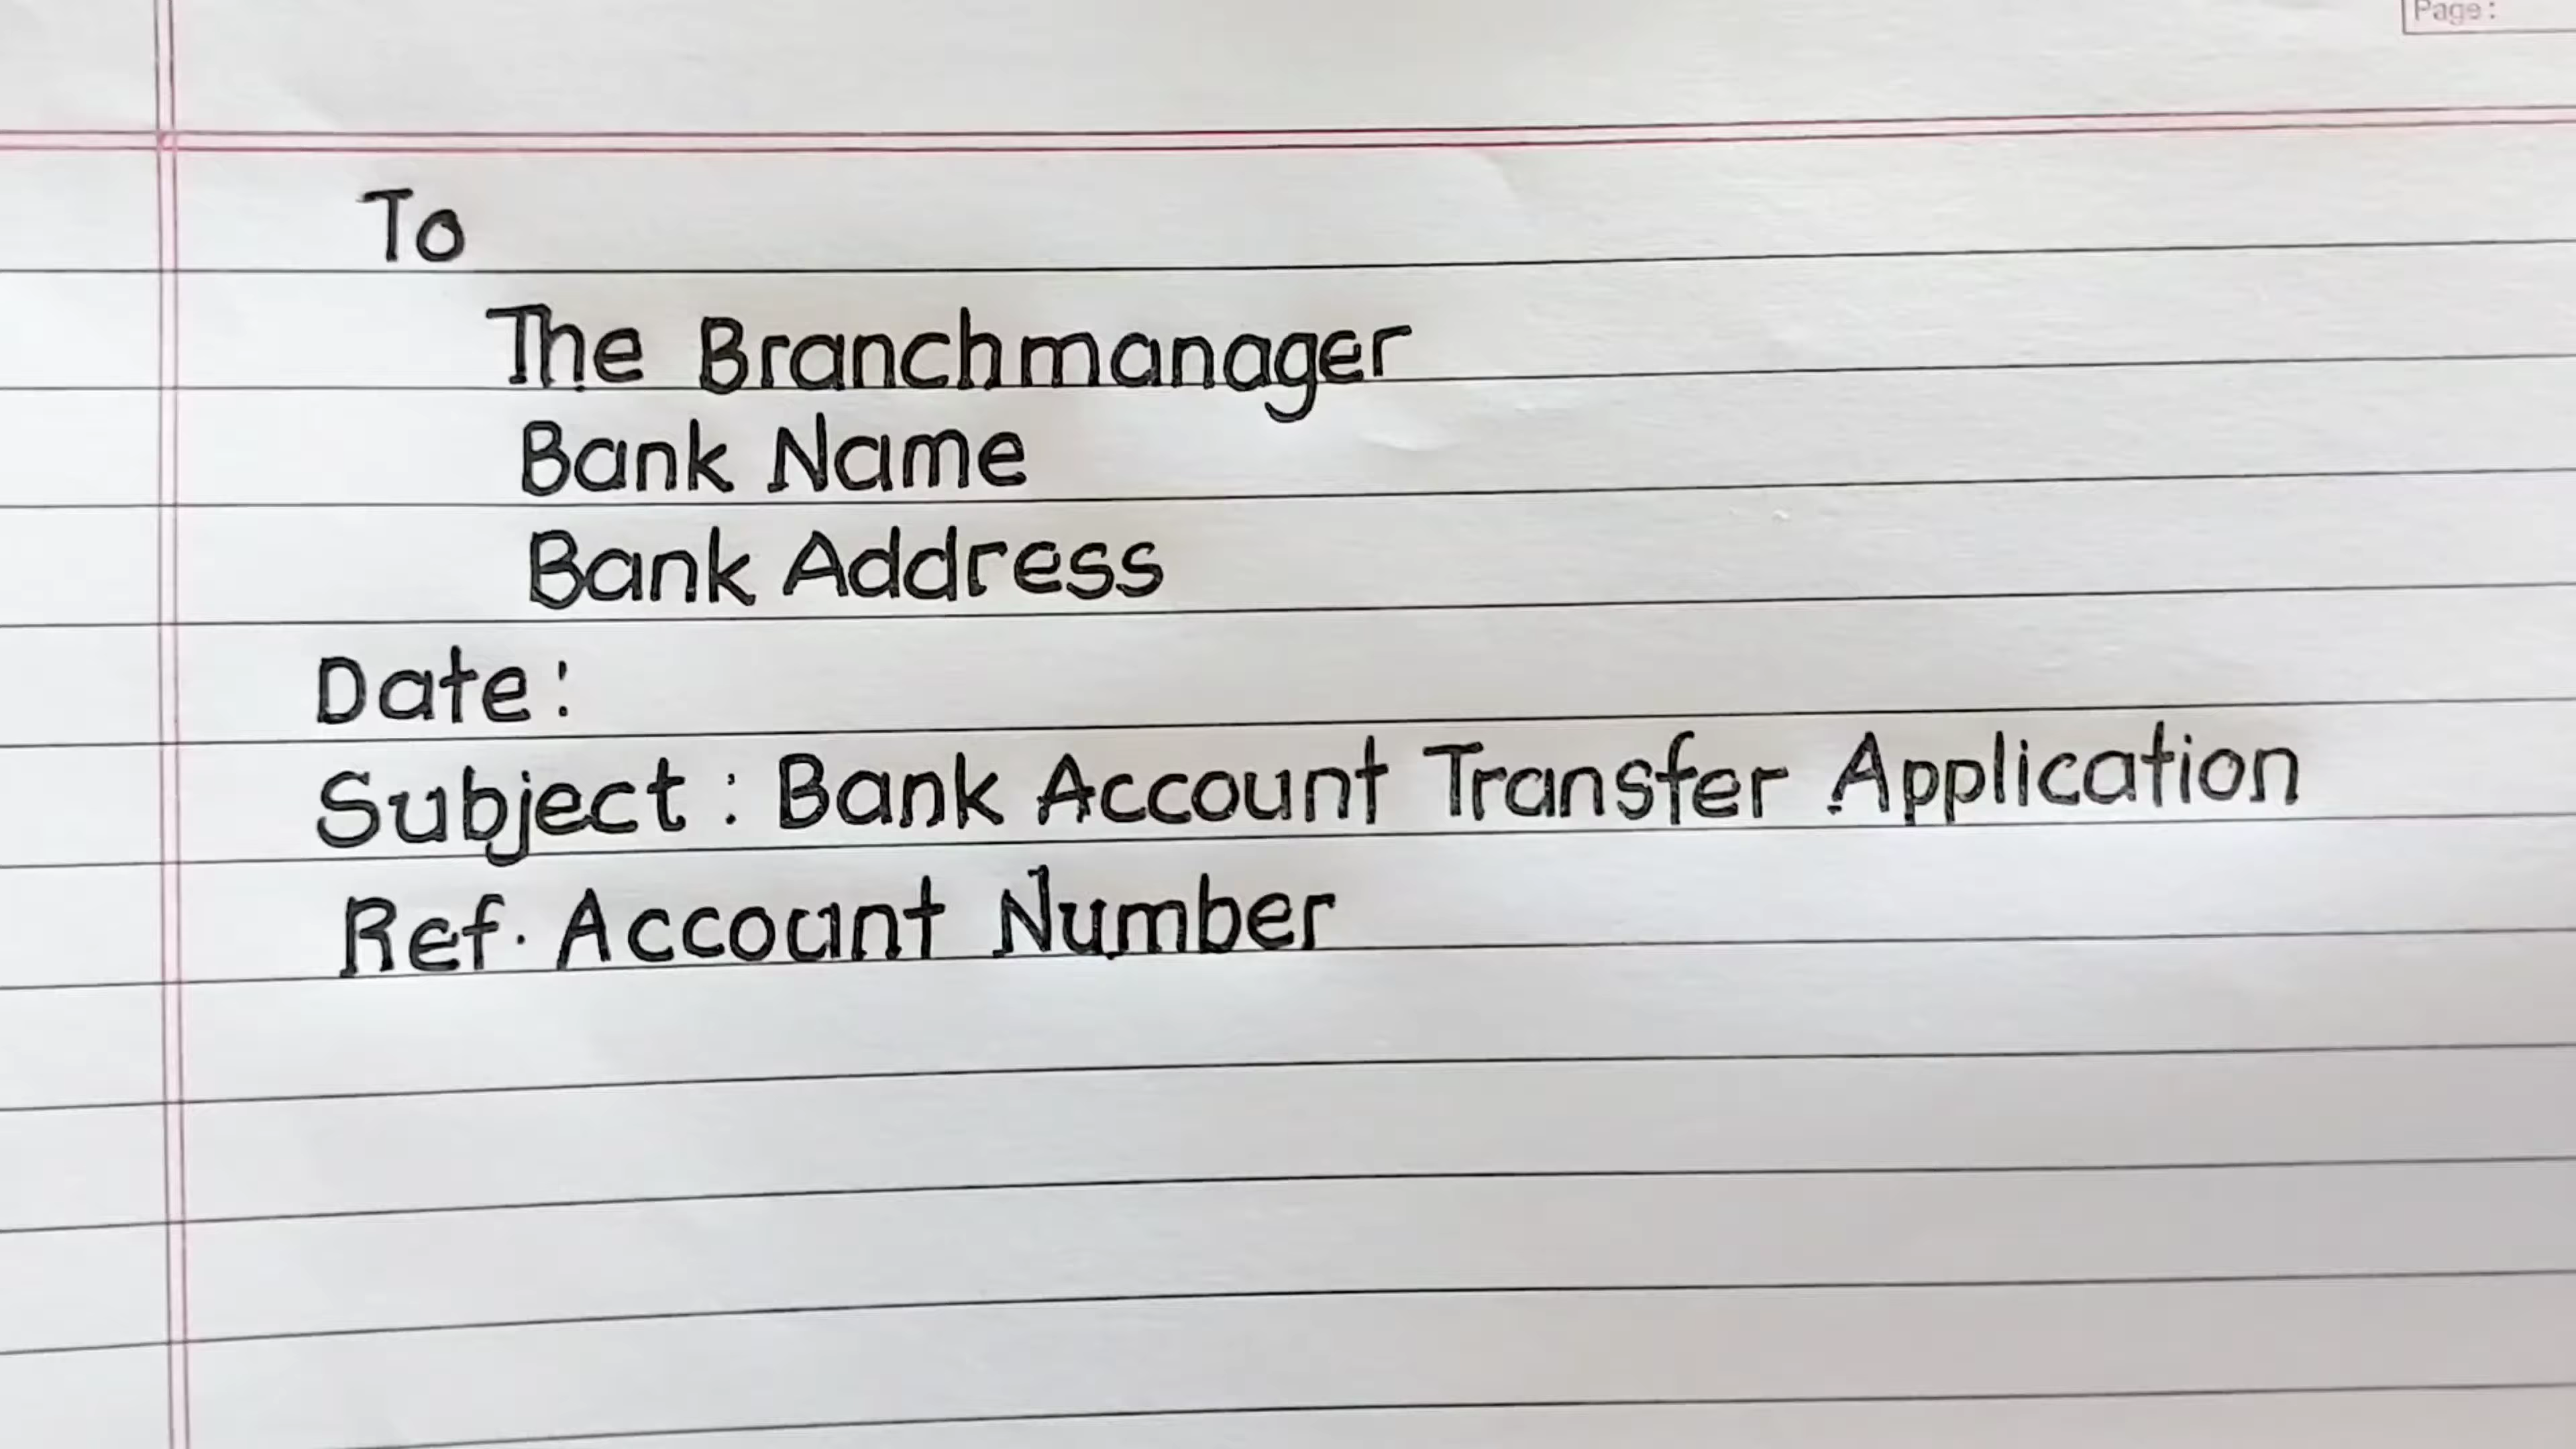 Page:
To
The Branchmanager
Bank Name
Bank Address
Date:
Subject : Bank Account Transfer Application
Ref. Account Number